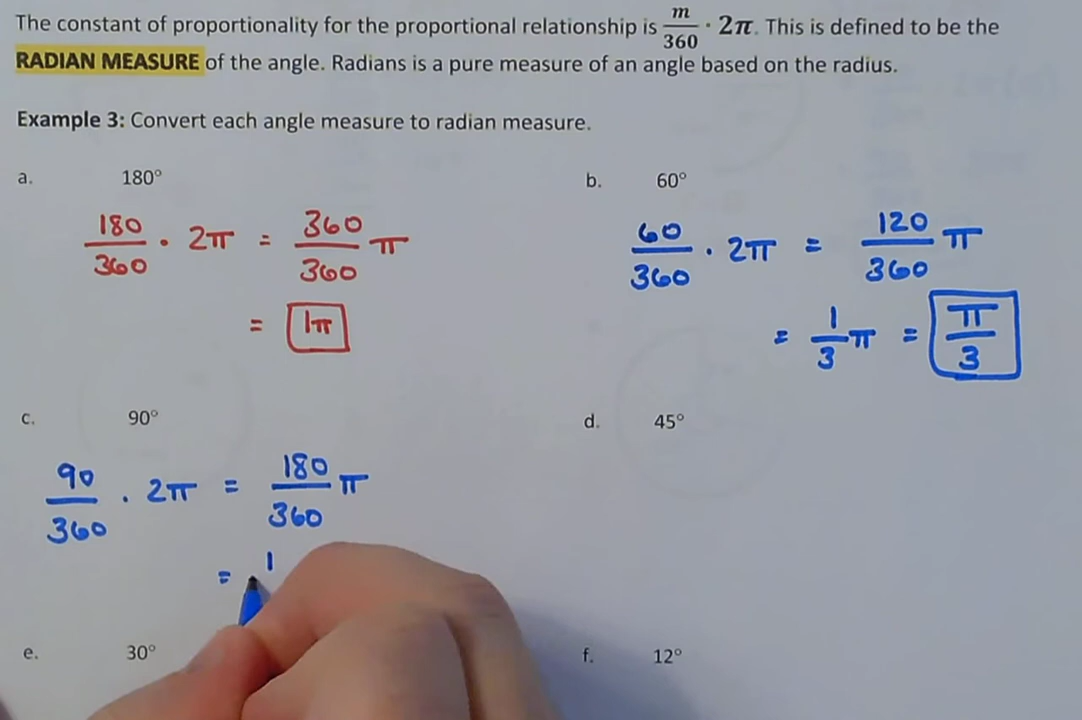 The constant of proportionality for the proportional relationship is m/360 · 2π. This is defined to be the
RADIAN MEASURE of the angle. Radians is a pure measure of an angle based on the radius.
Example 3: Convert each angle measure to radian measure.
a. 180°
180/360 · 2π = 360/360 π
= 1π
b. 60°
60/360 · 2π = 120/360 π
= 1/3 π = π/3
c. 90°
90/360 · 2π = 180/360 π
= 1
d. 45°
e. 30°
f. 12°